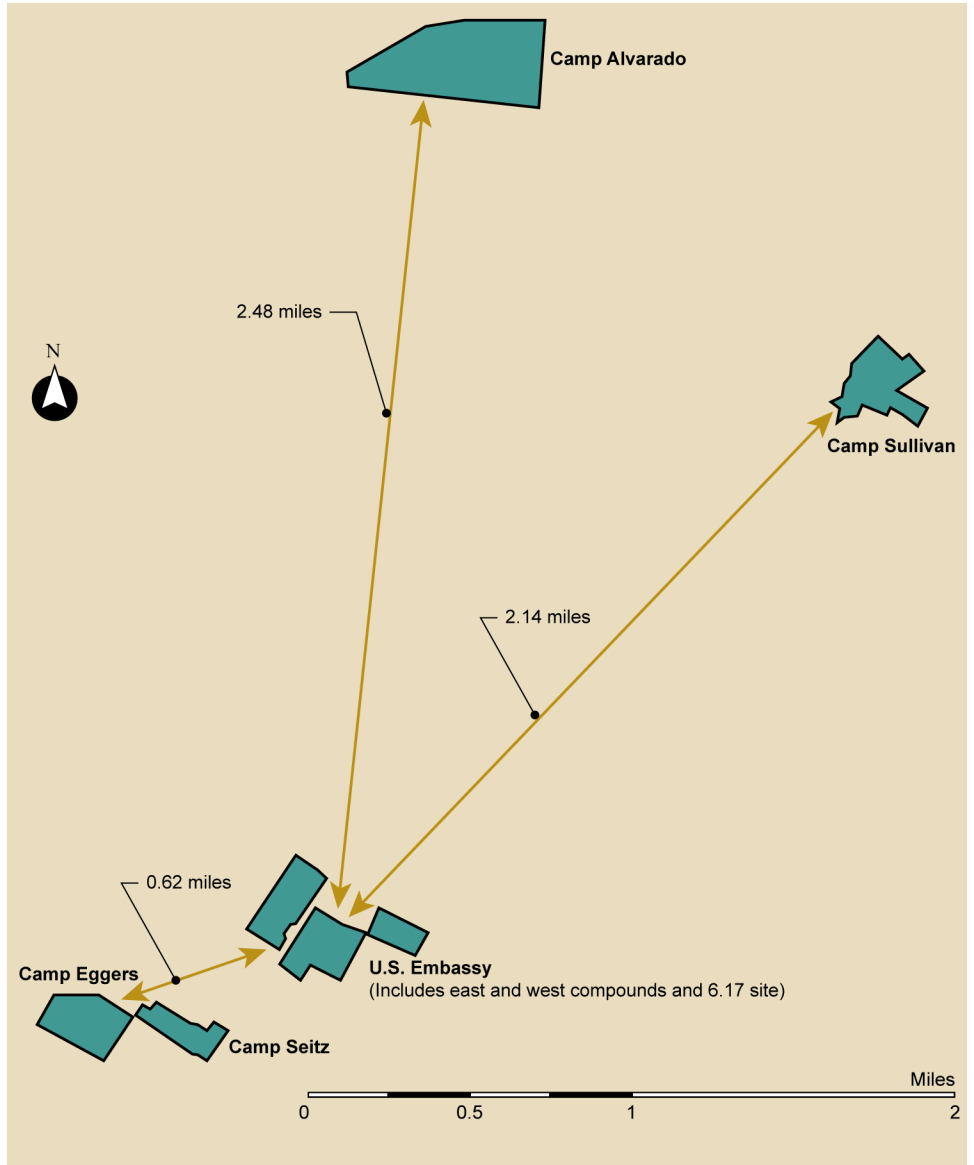 Camp Alvarado
2.48 miles
N
Camp Sullivan
2.14 miles
0.62 miles
Camp Eggers
U.S. Embassy
(Includes east and west compounds and 6.17 site)
Camp Seitz
Miles
0 0.5 1 2